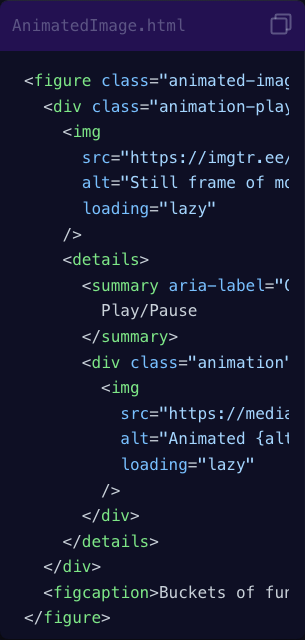 AnimatedImage.html
<figure class="animated-imag
<div class="animation-play
<img
src="https://imgtr.ee/
alt="Still frame of mo
loading="lazy"
/>
<details>
<summary aria-label="
Play/Pause
</summary>
<div class="animation"
<img
src="https://media
alt="Animated {alt
loading="lazy"
/>
</div>
</details>
</div>
<figcaption>Buckets of fun
</figure>